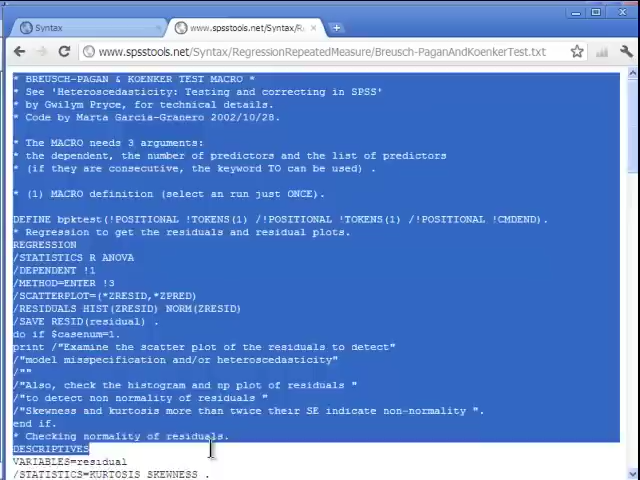 Syntax
www.spsstools.net/Syntax/R
www.spsstools.net/Syntax/RegressionRepeatedMeasure/Breusch-PaganAndKoenkerTest.txt
* BREUSCH-PAGAN & KOENKER TEST MACRO *
* See 'Heteroscedasticity: Testing and correcting in SPSS'
* by Gwilym Pryce, for technical details.
* Code by Marta Garcia-Granero 2002/10/28.
* The MACRO needs 3 arguments:
* the dependent, the number of predictors and the list of predictors
* (if they are consecutive, the keyword TO can be used) .
* (1) MACRO definition (select an run just ONCE).
DEFINE bpktest(!POSITIONAL !TOKENS(1) /!POSITIONAL !TOKENS(1) /!POSITIONAL !CMDEND).
* Regression to get the residuals and residual plots.
REGRESSION
/STATISTICS R ANOVA
/DEPENDENT !1
/METHOD=ENTER !3
/SCATTERPLOT=(*ZRESID,*ZPRED)
/RESIDUALS HIST(ZRESID) NORM(ZRESID)
/SAVE RESID(residual) .
do if $casenum=1.
print /"Examine the scatter plot of the residuals to detect"
/"model misspecification and/or heteroscedasticity"
/""
/"Also, check the histogram and np plot of residuals "
/"to detect non normality of residuals "
/"Skewness and kurtosis more than twice their SE indicate non-normality ".
end if.
* Checking normality of residuals.
DESCRIPTIVES
VARIABLES=residual
/STATISTICS=KURTOSIS SKEWNESS .